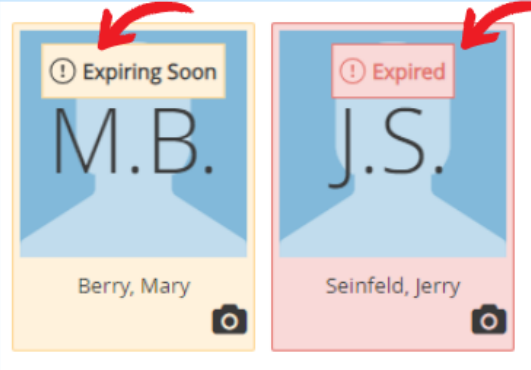 Expiring Soon
M.B.
Berry, Mary
Expired
J.S.
Seinfeld, Jerry